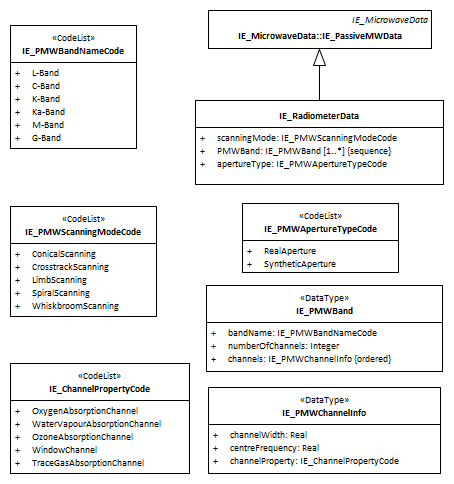 «CodeList»
IE_PMWBandNameCode
+ L-Band
+ C-Band
+ K-Band
+ Ka-Band
+ M-Band
+ G-Band
IE_MicrowaveData
IE_MicrowaveData::IE_PassiveMWData
IE_RadiometerData
+ scanningMode: IE_PMWScanningModeCode
+ PMWBand: IE_PMWBand [1..*] {sequence}
+ apertureType: IE_PMWApertureTypeCode
«CodeList»
IE_PMWScanningModeCode
+ ConicalScanning
+ CrosstrackScanning
+ LimbScanning
+ SpiralScanning
+ WhiskbroomScanning
«CodeList»
IE_PMWApertureTypeCode
+ RealAperture
+ SyntheticAperture
«DataType»
IE_PMWBand
+ bandName: IE_PMWBandNameCode
+ numberOfChannels: Integer
+ channels: IE_PMWChannelInfo {ordered}
«CodeList»
IE_ChannelPropertyCode
+ OxygenAbsorptionChannel
+ WaterVapourAbsorptionChannel
+ OzoneAbsorptionChannel
+ WindowChannel
+ TraceGasAbsorptionChannel
«DataType»
IE_PMWChannelInfo
+ channelWidth: Real
+ centreFrequency: Real
+ channelProperty: IE_ChannelPropertyCode